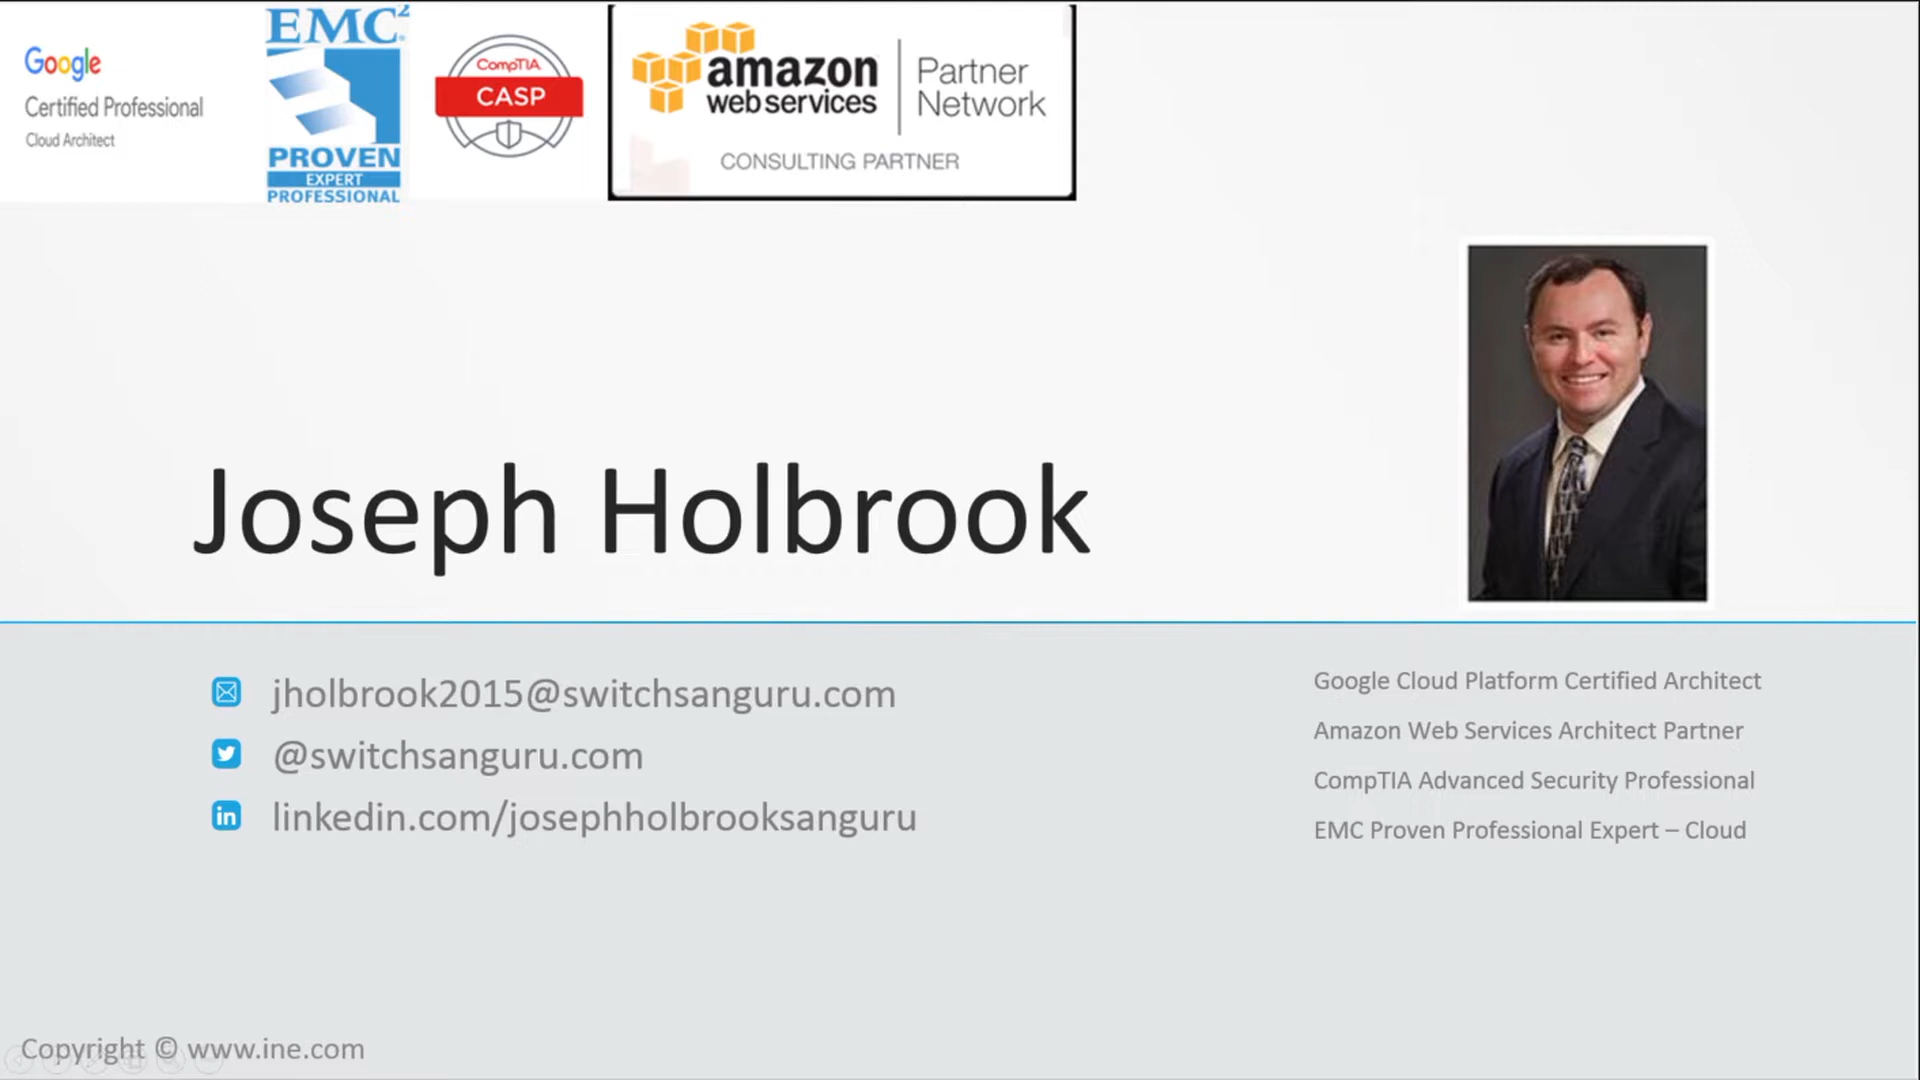 Google
Certified Professional
Cloud Architect
EMC²
PROVEN
EXPERT
PROFESSIONAL
CompTIA
CASP
amazon
web services
Partner
Network
CONSULTING PARTNER
Joseph Holbrook
jholbrook2015@switchsanguru.com
@switchsanguru.com
linkedin.com/josephholbrooksanguru
Google Cloud Platform Certified Architect
Amazon Web Services Architect Partner
CompTIA Advanced Security Professional
EMC Proven Professional Expert – Cloud
Copyright © www.ine.com